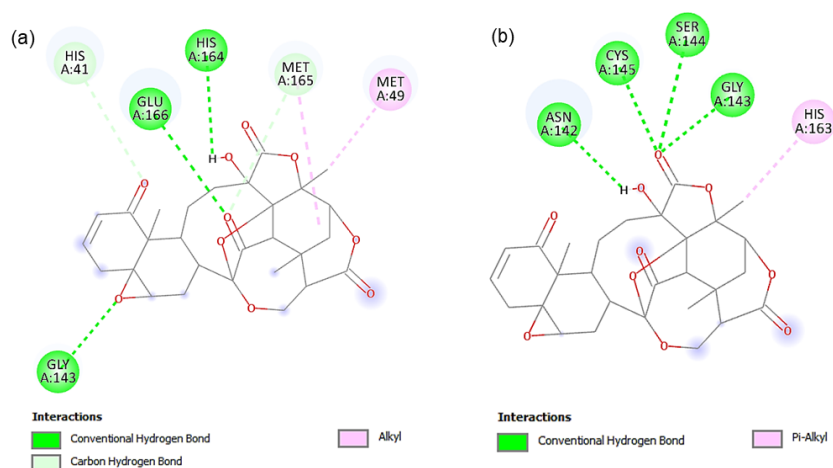 (a)
HIS
A:41
HIS
A:164
GLU
A:166
MET
A:165
MET
A:49
H
O
O
O
O
O
O
O
O
O
O
GLY
A:143
Interactions
Conventional Hydrogen Bond
Carbon Hydrogen Bond
Alkyl
(b)
CYS
A:145
SER
A:144
GLY
A:143
ASN
A:142
HIS
A:163
H
O
O
O
O
O
O
O
O
O
O
Interactions
Conventional Hydrogen Bond
Pi-Alkyl